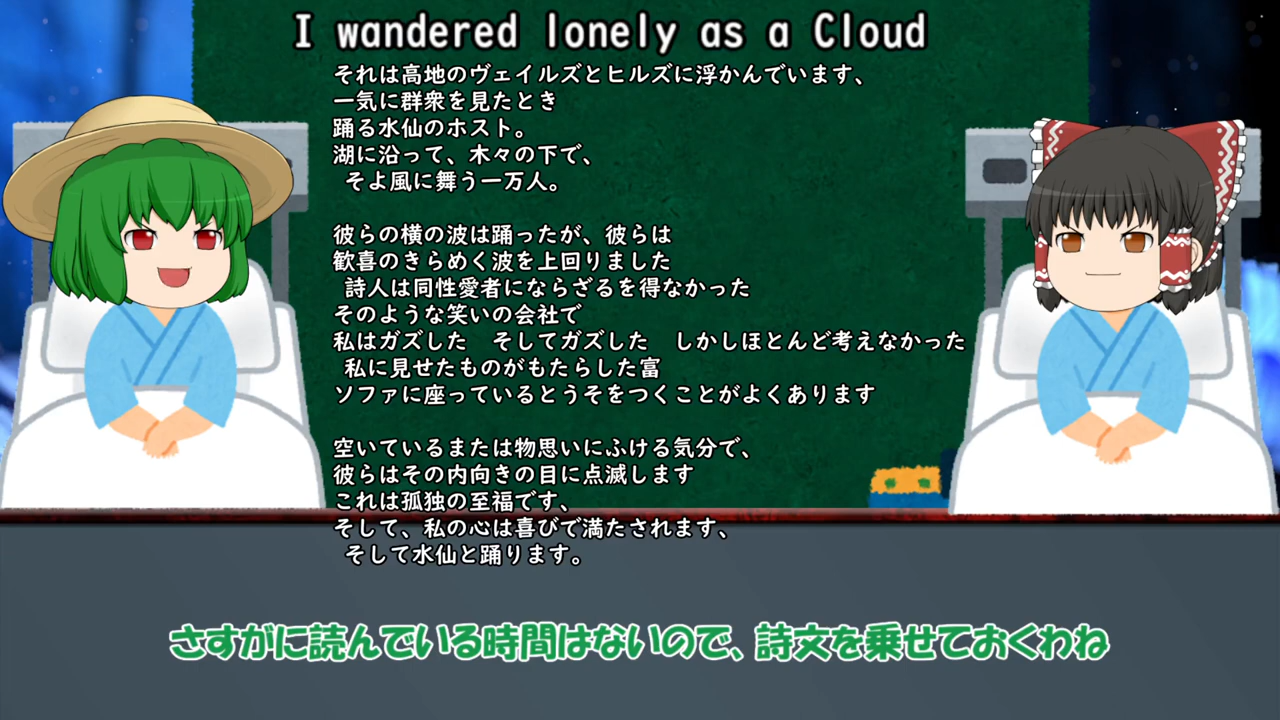 I wandered lonely as a Cloud
それは高地のヴェイルズとヒルズに浮かんでいます、
一気に群衆を見たとき
踊る水仙のホスト。
湖に沿って、木々の下で、
そよ風に舞う一万人。
彼らの横の波は踊ったが、彼らは
歓喜のきらめく波を上回りました
詩人は同性愛者にならざるを得なかった
そのような笑いの会社で
私はガズした　そしてガズした　しかしほとんど考えなかった
私に見せたものがもたらした富
ソファに座っているとうそをつくことがよくあります
空いているまたは物思いにふける気分で、
彼らはその内向きの目に点滅します
これは孤独の至福です、
そして、私の心は喜びで満たされます、
そして水仙と踊ります。
さすがに読んでいる時間はないので、詩文を乗せておくわね